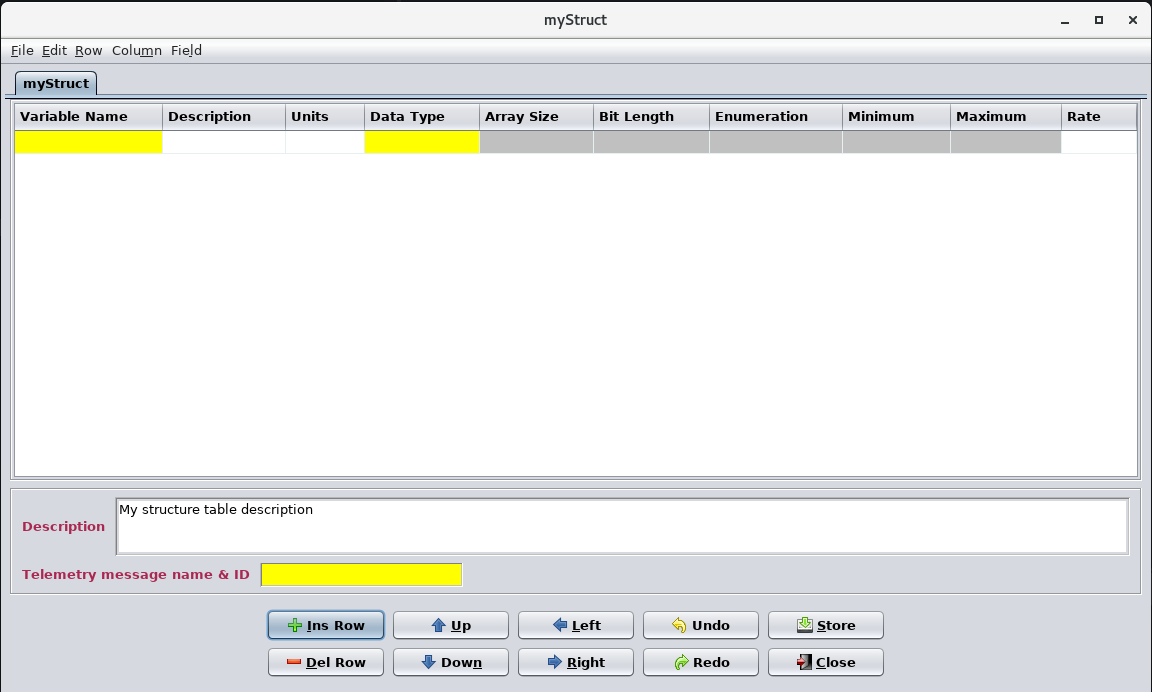 myStruct
File Edit Row Column Field
myStruct
Variable Name Description Units Data Type Array Size Bit Length Enumeration Minimum Maximum Rate
Description
My structure table description
Telemetry message name & ID
Ins Row Up Left Undo Store
Del Row Down Right Redo Close